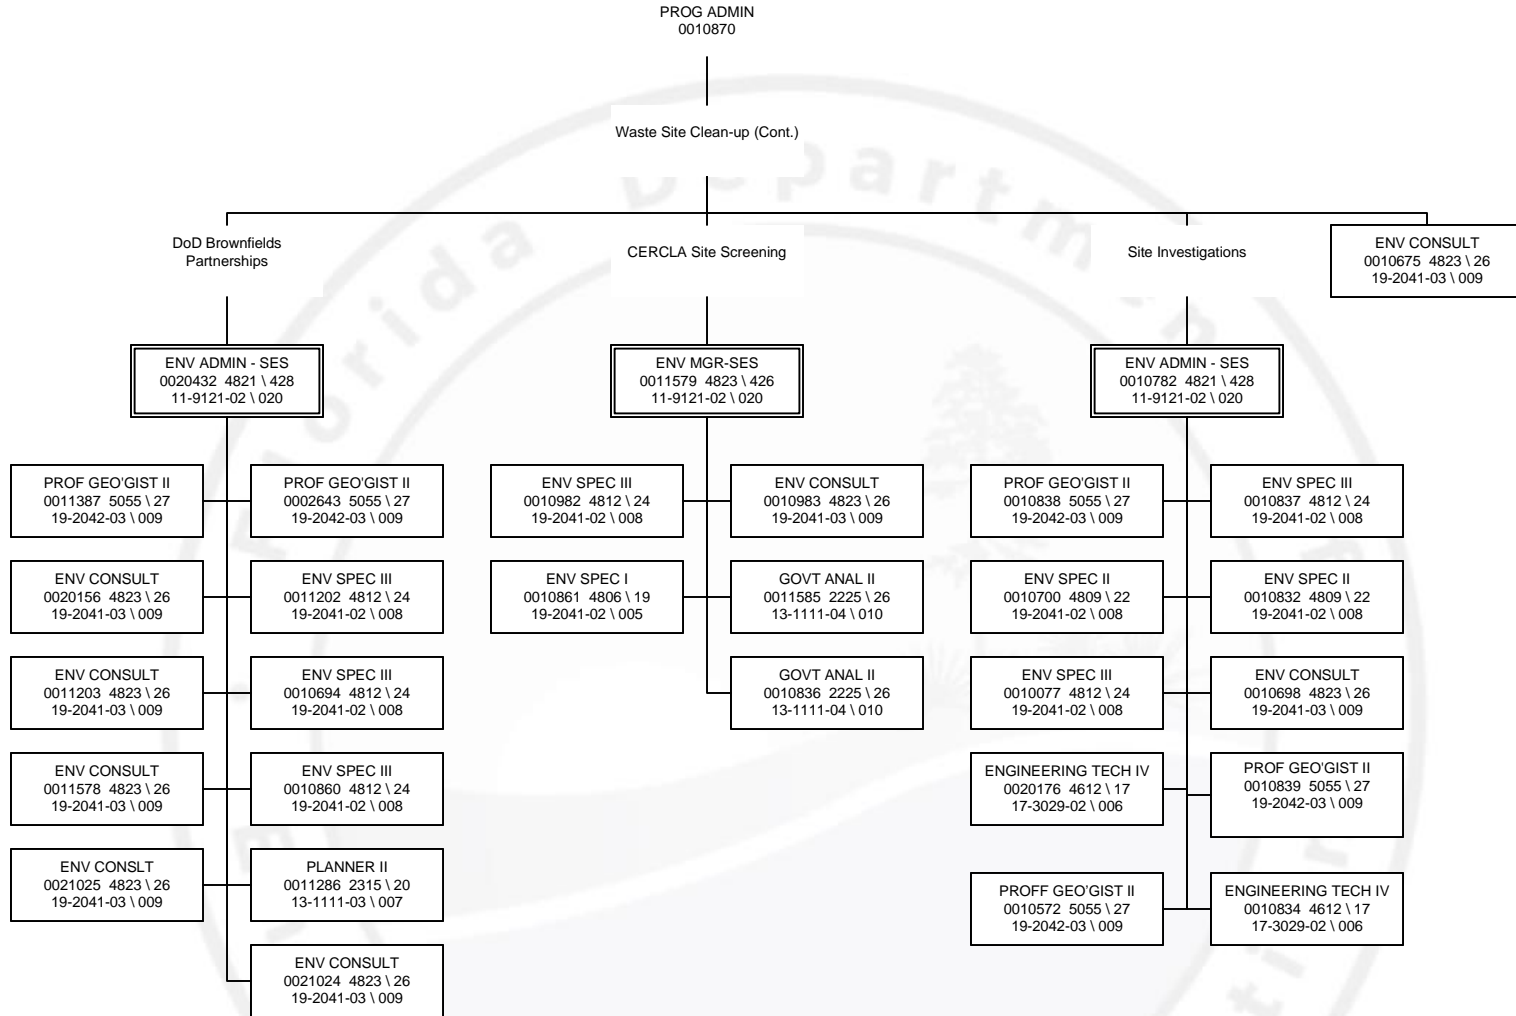 PROG ADMIN
0010870
Waste Site Clean-up (Cont.)
DoD Brownfields
Partnerships
CERCLA Site Screening
Site Investigations
ENV CONSULT
0010675 4823 \ 26
19-2041-03 \ 009
ENV ADMIN - SES
0020432 4821 \ 428
11-9121-02 \ 020
ENV MGR-SES
0011579 4823 \ 426
11-9121-02 \ 020
ENV ADMIN - SES
0010782 4821 \ 428
11-9121-02 \ 020
PROF GEO'GIST II
0011387 5055 \ 27
19-2042-03 \ 009
PROF GEO'GIST II
0002643 5055 \ 27
19-2042-03 \ 009
ENV CONSULT
0020156 4823 \ 26
19-2041-03 \ 009
ENV SPEC III
0011202 4812 \ 24
19-2041-02 \ 008
ENV CONSULT
0011203 4823 \ 26
19-2041-03 \ 009
ENV SPEC III
0010694 4812 \ 24
19-2041-02 \ 008
ENV CONSULT
0011578 4823 \ 26
19-2041-03 \ 009
ENV SPEC III
0010860 4812 \ 24
19-2041-02 \ 008
ENV CONSLT
0021025 4823 \ 26
19-2041-03 \ 009
PLANNER II
0011286 2315 \ 20
13-1111-03 \ 007
ENV CONSULT
0021024 4823 \ 26
19-2041-03 \ 009
ENV SPEC III
0010982 4812 \ 24
19-2041-02 \ 008
ENV CONSULT
0010983 4823 \ 26
19-2041-03 \ 009
ENV SPEC I
0010861 4806 \ 19
19-2041-02 \ 005
GOVT ANAL II
0011585 2225 \ 26
13-1111-04 \ 010
GOVT ANAL II
0010836 2225 \ 26
13-1111-04 \ 010
PROF GEO'GIST II
0010838 5055 \ 27
19-2042-03 \ 009
ENV SPEC III
0010837 4812 \ 24
19-2041-02 \ 008
ENV SPEC II
0010700 4809 \ 22
19-2041-02 \ 008
ENV SPEC II
0010832 4809 \ 22
19-2041-02 \ 008
ENV SPEC III
0010077 4812 \ 24
19-2041-02 \ 008
ENV CONSULT
0010698 4823 \ 26
19-2041-03 \ 009
ENGINEERING TECH IV
0020176 4612 \ 17
17-3029-02 \ 006
PROF GEO'GIST II
0010839 5055 \ 27
19-2042-03 \ 009
PROFF GEO'GIST II
0010572 5055 \ 27
19-2042-03 \ 009
ENGINEERING TECH IV
0010834 4612 \ 17
17-3029-02 \ 006
Florida Department